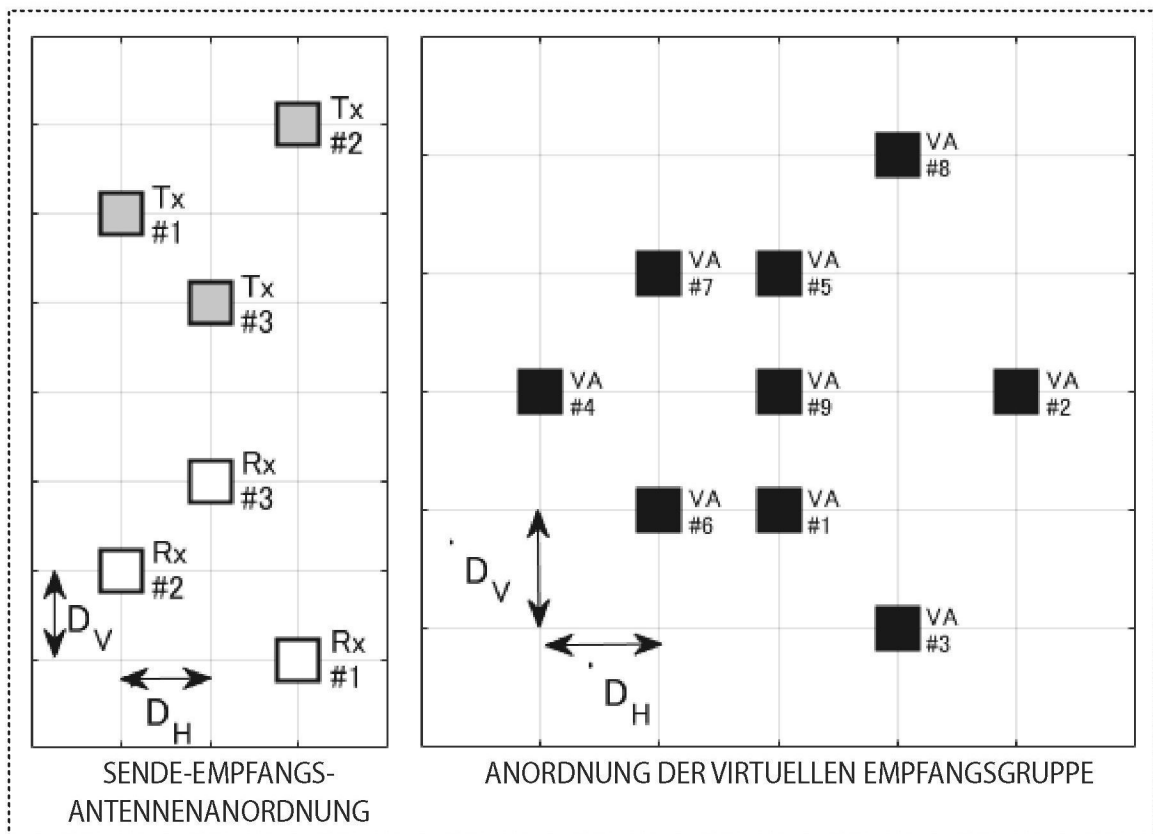 Tx
#2
Tx
#1
Tx
#3
Rx
#3
Rx
#2
D V
Rx
#1
D H
SENDE-EMPFANGS-
ANTENNENANORDNUNG
VA
#8
VA
#7
VA
#5
VA
#4
VA
#9
VA
#2
VA
#6
VA
#1
D V
VA
#3
D H
ANORDNUNG DER VIRTUELLEN EMPFANGSGRUPPE